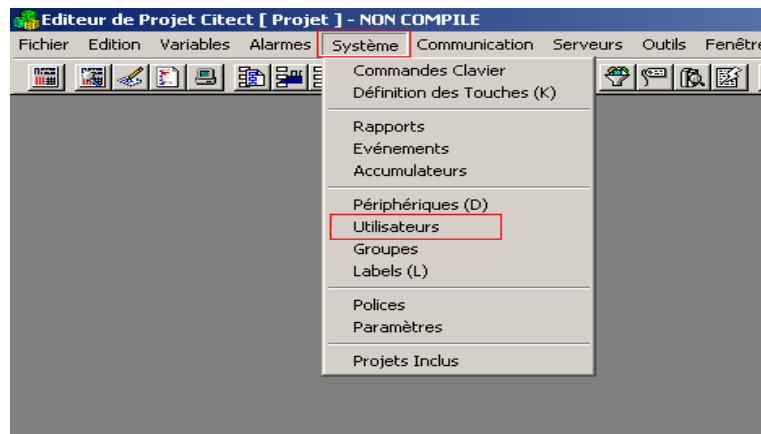 Editeur de Projet Citect [ Projet ] - NON COMPILE
Fichier Edition Variables Alarmes Système Communication Serveurs Outils Fenêtre
Commandes Clavier
Définition des Touches (K)
Rapports
Evénements
Accumulateurs
Périphériques (D)
Utilisateurs
Groupes
Labels (L)
Polices
Paramètres
Projets Inclus